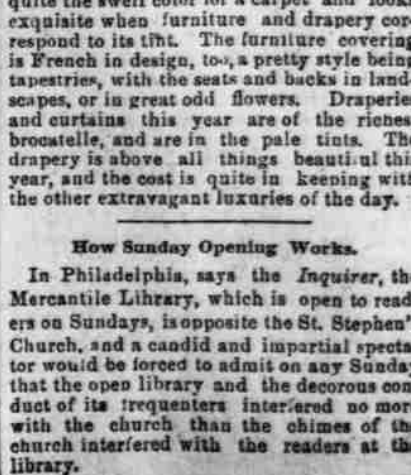 quite the swell color for a carpet and looks
exquisite when furniture and drapery cor
respond to its tint. The furniture covering
is French in design, too, a pretty style being
tapestries, with the seats and backs in land
scapes, or in great odd flowers. Draperie
and curtains this year are of the riches
brocatelle, and are in the pale tints. Th
drapery is above all things beautiful thi
year, and the cost is quite in keeping with
the other extravagant luxuries of the day.
How Sunday Opening Works.
In Philadelphia, says the Inquirer, th
Mercantile Library, which is open to read
ers on Sundays, is opposite the St. Stephen'
Church, and a candid and impartial specta
tor would be forced to admit on any Sunday
that the open library and the decorous con
duct of its frequenters interfered no mor
with the church than the chimes of th
church interfered with the readers at th
library.